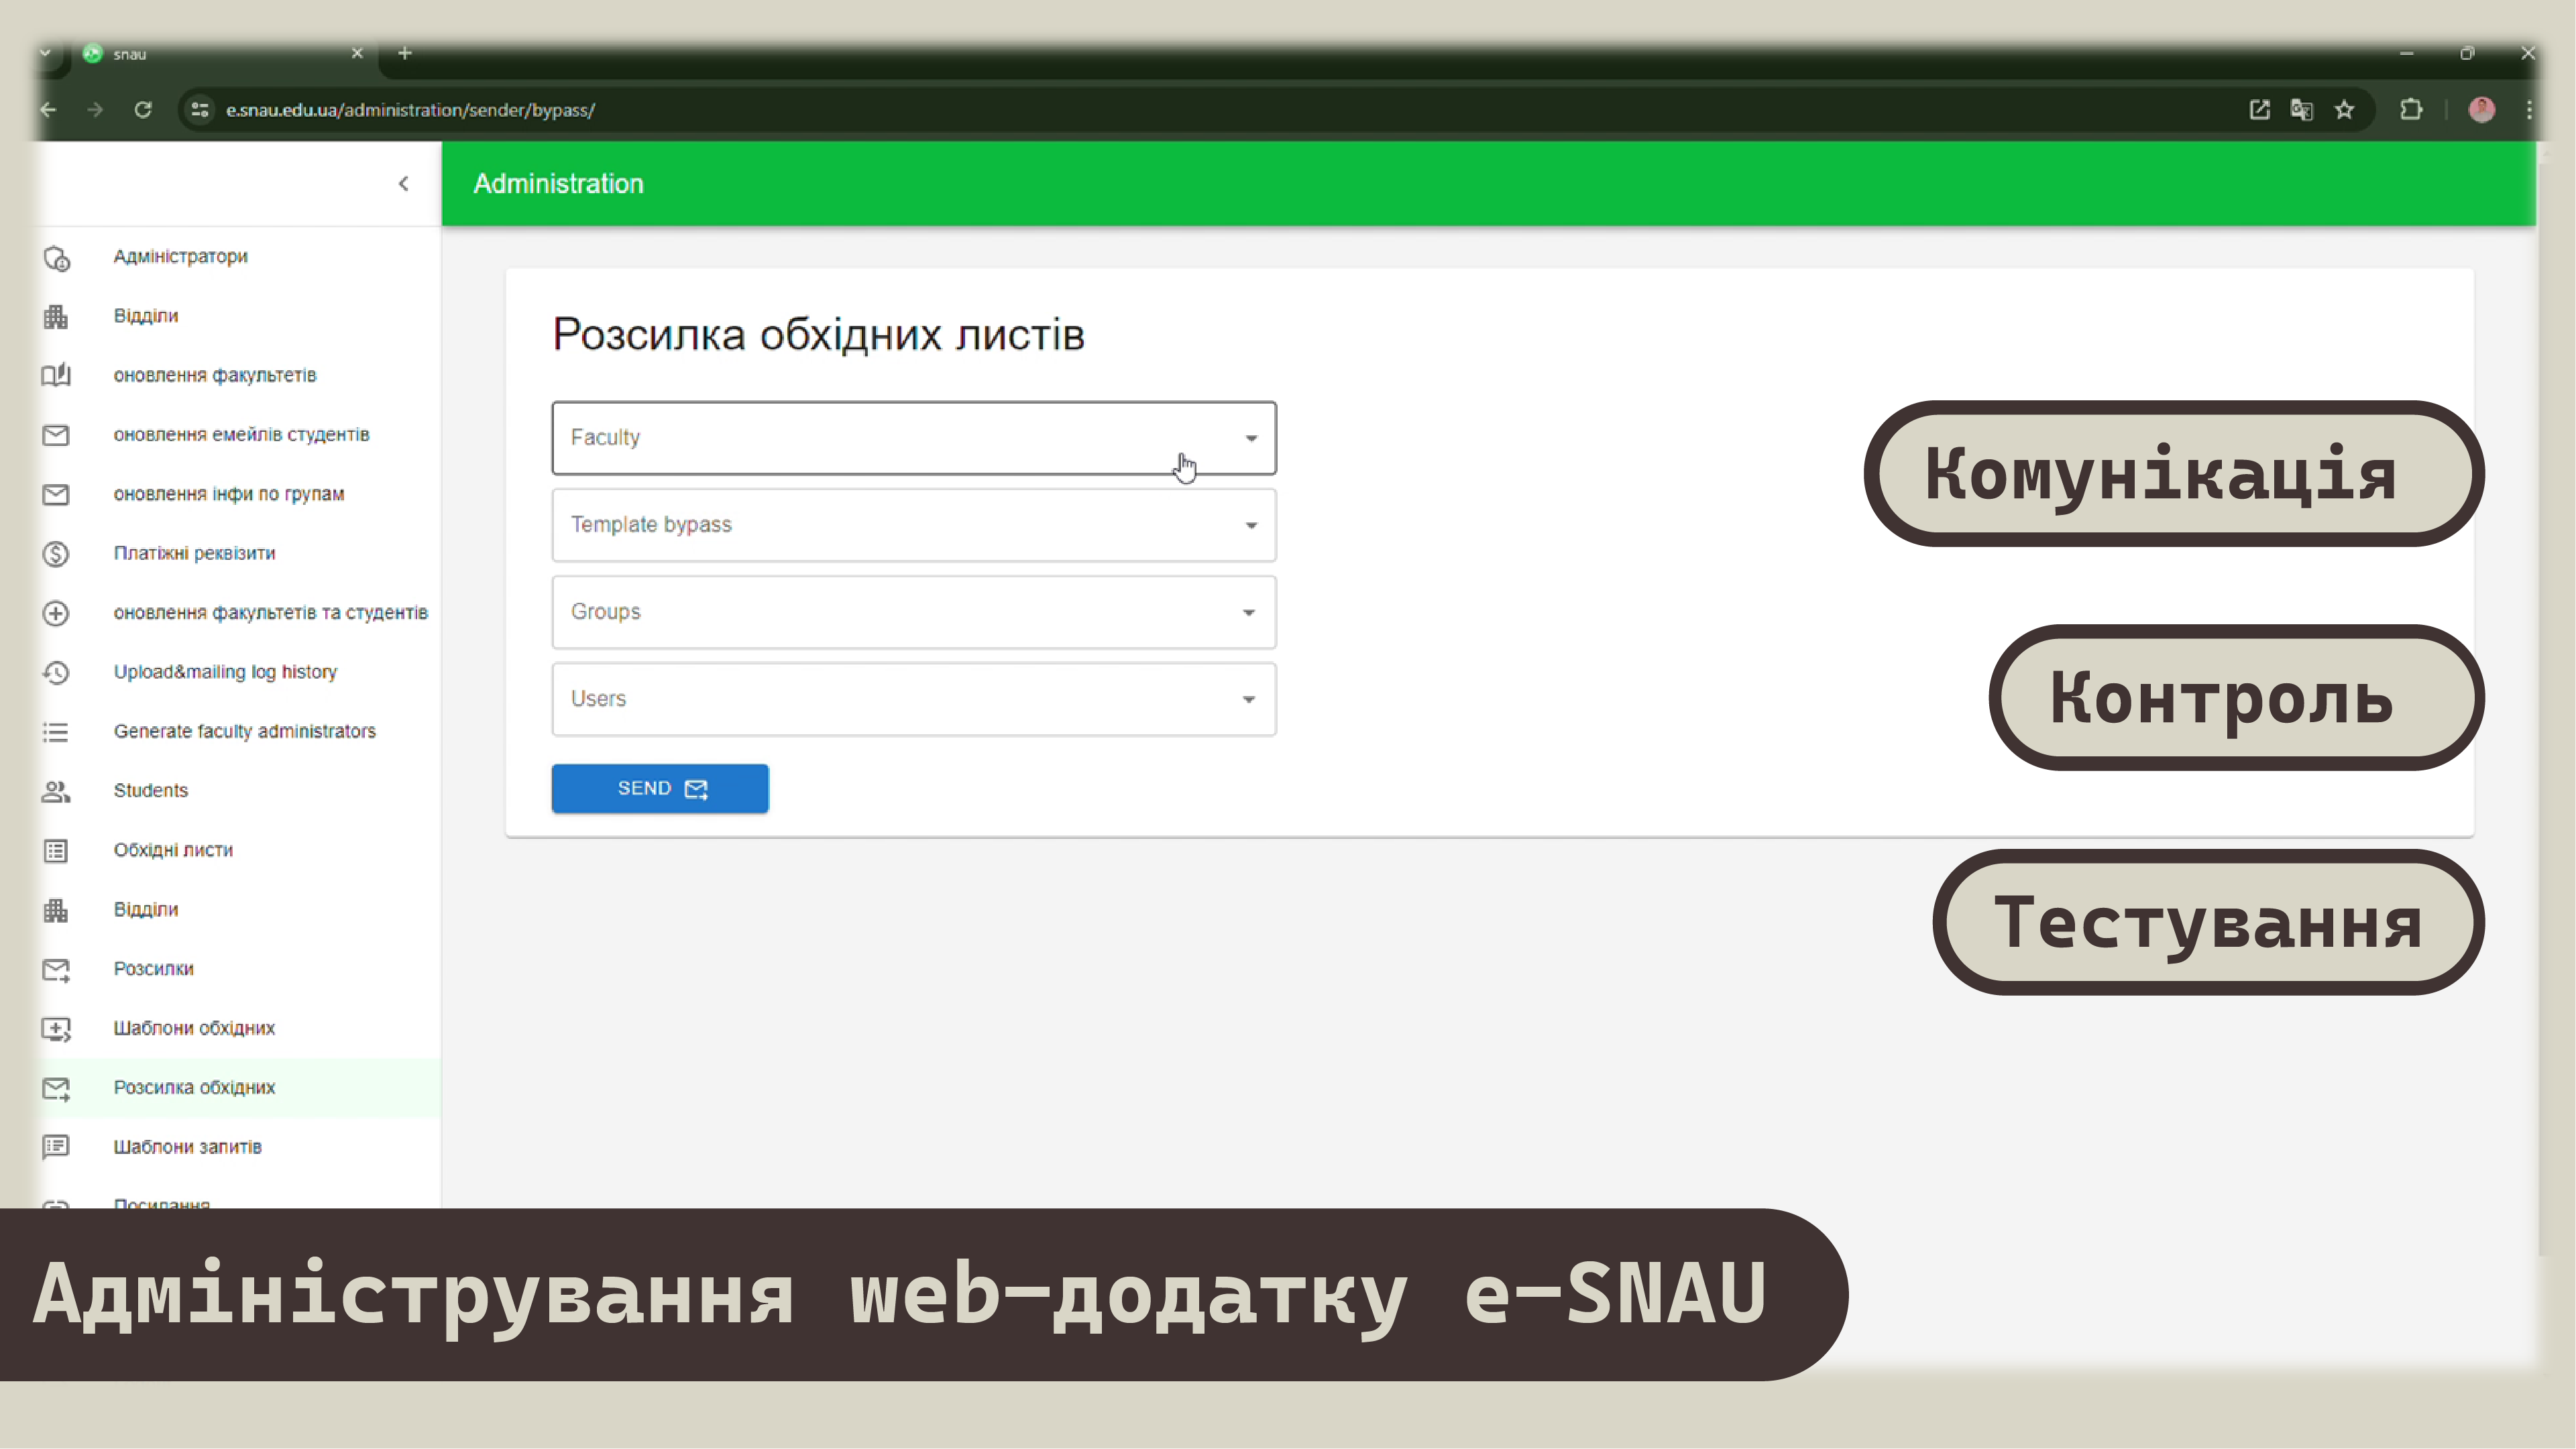 snau
e.snau.edu.ua/administration/sender/bypass/
Administration
Адміністратори
Відділи
оновлення факультетів
оновлення емейлів студентів
оновлення інфи по групам
Платіжні реквізити
оновлення факультетів та студентів
Upload&mailing log history
Generate faculty administrators
Students
Обхідні листи
Відділи
Розсилки
Шаблони обхідних
Розсилка обхідних
Шаблони запитів
Посилання
Розсилка обхідних листів
Faculty
Template bypass
Groups
Users
SEND
Комунікація
Контроль
Тестування
Адміністрування web-додатку e-SNAU